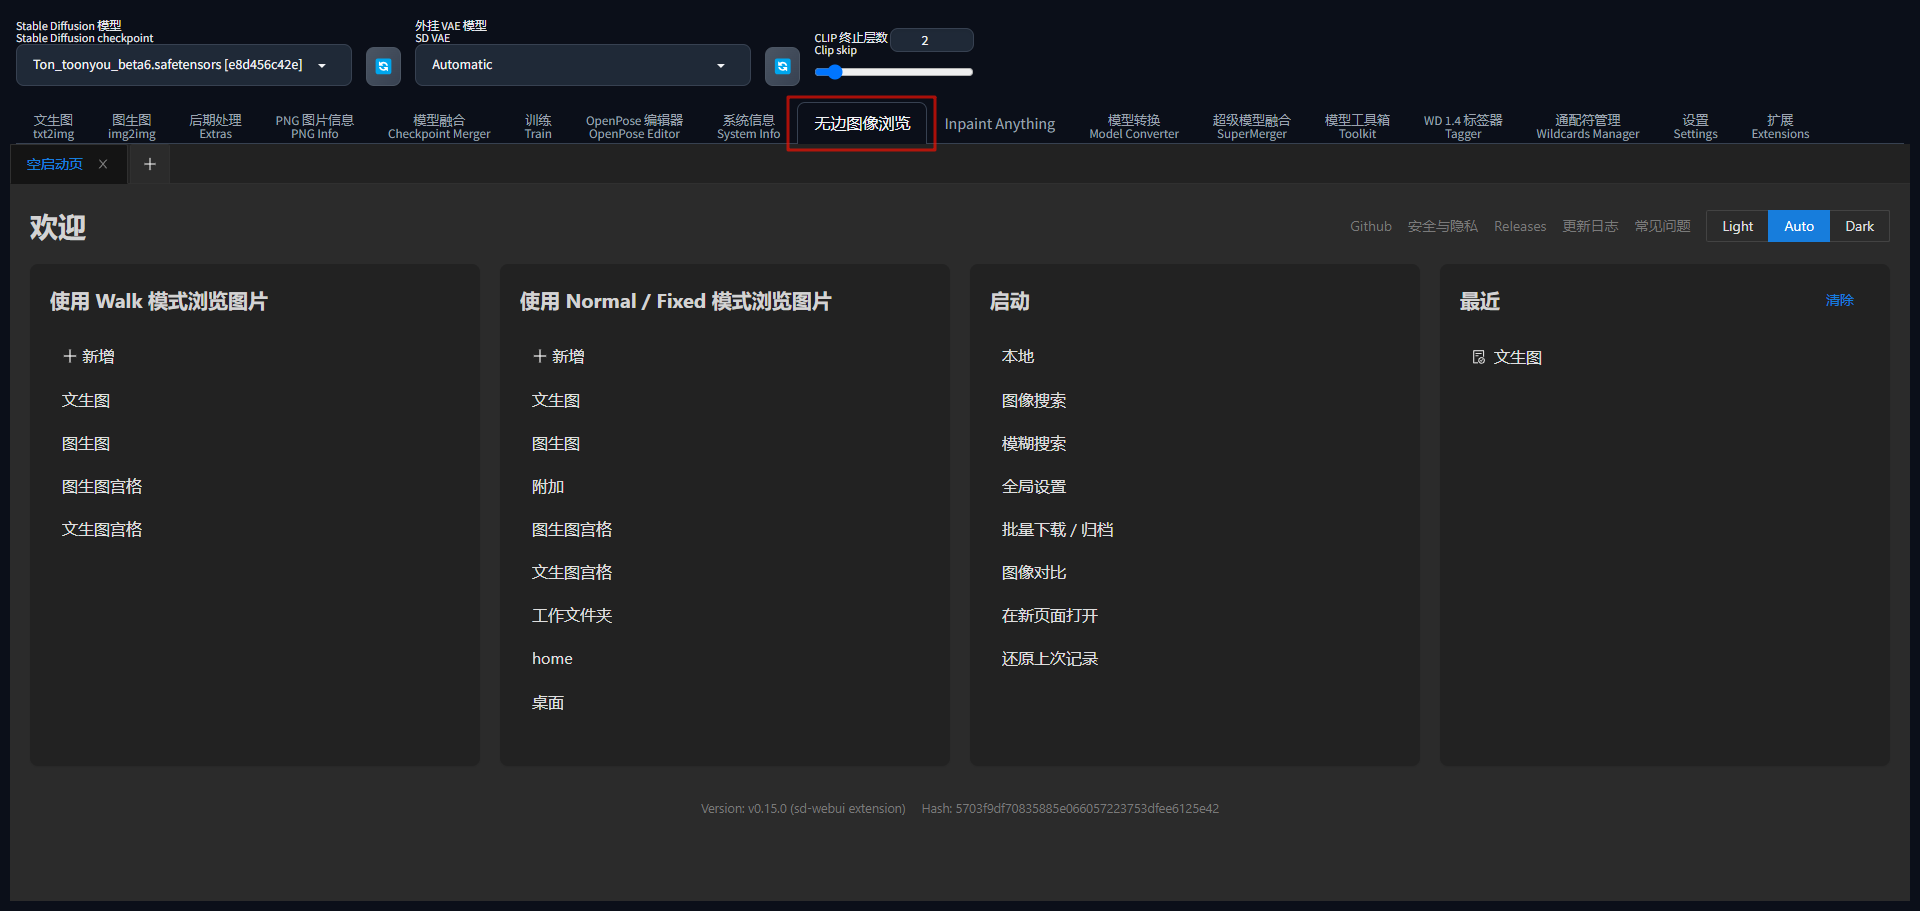 Stable Diffusion 模型
Stable Diffusion checkpoint
Ton_toonyou_beta6.safetensors [e8d456c42e]
外挂 VAE 模型
SD VAE
Automatic
CLIP 终止层数
Clip skip
2
文生图
txt2img
图生图
img2img
后期处理
Extras
PNG 图片信息
PNG Info
模型融合
Checkpoint Merger
训练
Train
OpenPose 编辑器
OpenPose Editor
系统信息
System Info
无边图像浏览
Inpaint Anything
模型转换
Model Converter
超级模型融合
SuperMerger
模型工具箱
Toolkit
WD 1.4 标签器
Tagger
通配符管理
Wildcards Manager
设置
Settings
扩展
Extensions
空启动页
欢迎
Github 安全与隐私 Releases 更新日志 常见问题 Light Auto Dark
使用 Walk 模式浏览图片
新增
文生图
图生图
图生图宫格
文生图宫格
使用 Normal / Fixed 模式浏览图片
新增
文生图
图生图
附加
图生图宫格
文生图宫格
工作文件夹
home
桌面
启动
本地
图像搜索
模糊搜索
全局设置
批量下载 / 归档
图像对比
在新页面打开
还原上次记录
最近 清除
文生图
Version: v0.15.0 (sd-webui extension) Hash: 5703f9df70835885e066057223753dfee6125e42